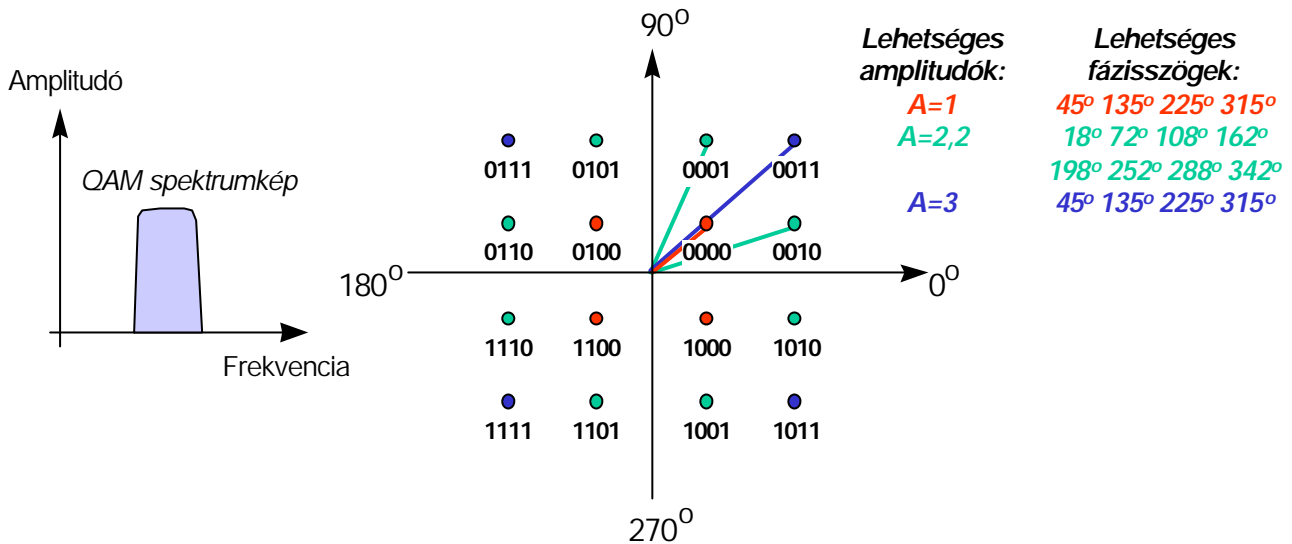 Amplitudó
QAM spektrumkép
Frekvencia
90°
0111 0101 0001 0011
0110 0100 0000 0010
180° 0°
1110 1100 1000 1010
1111 1101 1001 1011
270°
Lehetséges amplitudók:
Lehetséges fázisszögek:
A=1 45° 135° 225° 315°
A=2,2 18° 72° 108° 162°
198° 252° 288° 342°
A=3 45° 135° 225° 315°